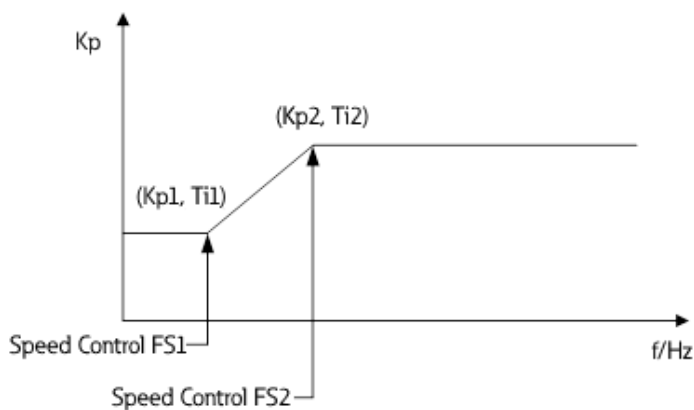 Kp
(Kp2, Ti2)
(Kp1, Ti1)
Speed Control FS1
f/Hz
Speed Control FS2